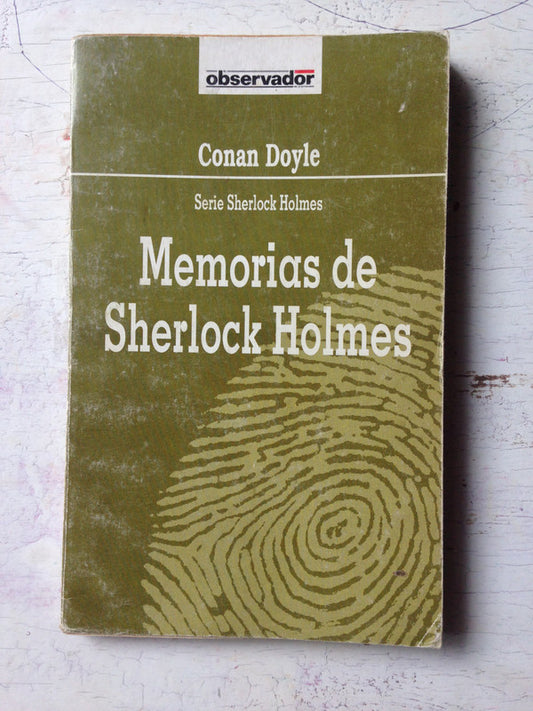 observador
Conan Doyle
Serie Sherlock Holmes
Memorias de
Sherlock Holmes